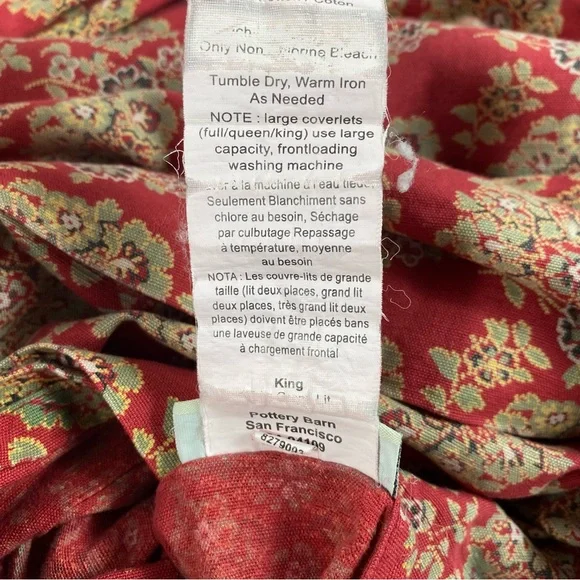 Only Non
Bleach
Tumble Dry, Warm Iron
As Needed
NOTE : large coverlets
(full/queen/king) use large
capacity, frontloading
washing machine
à la machine à l'eau tiède
Seulement Blanchiment sans
chlore au besoin, Séchage
par culbutage Repassage
à température, moyenne
au besoin
NOTA : Les couvre-lits de grande
taille (lit deux places, grand lit
deux places, très grand lit deux
places) doivent être placés bans
une laveuse de grande capacité
à chargement frontal
King
Lit
Pottery Barn
San Francisco
94109